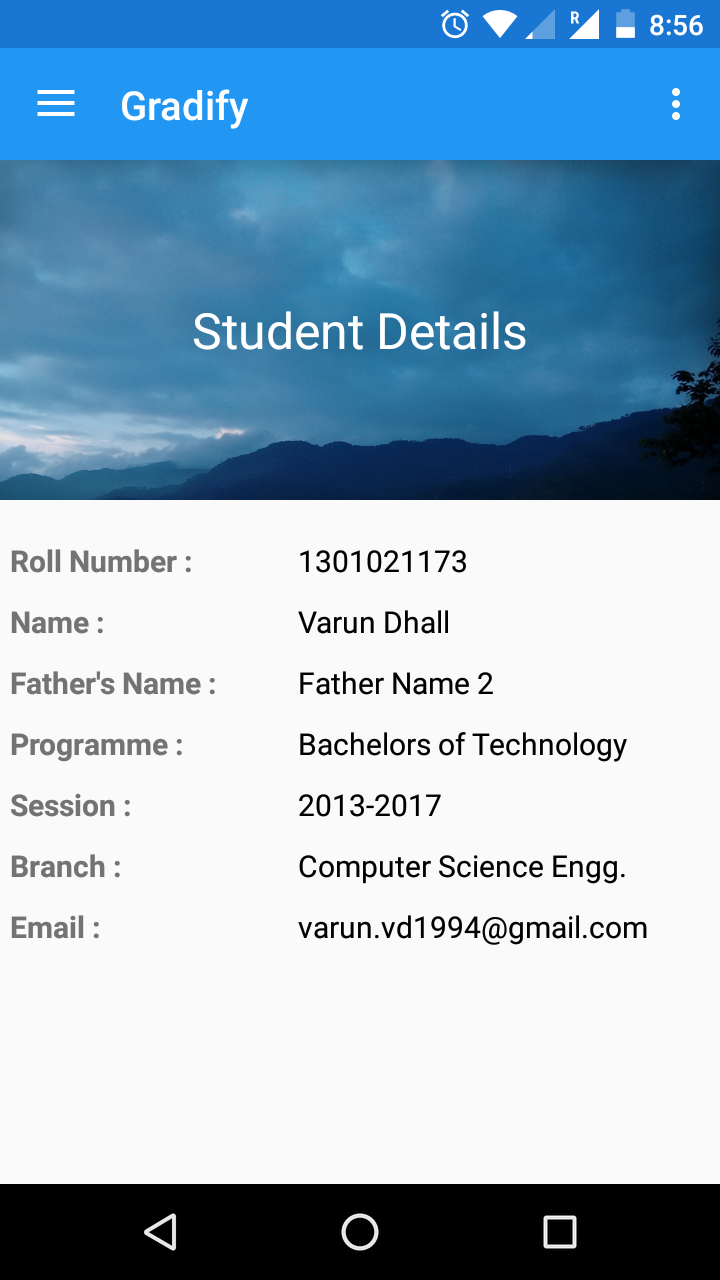 R 8:56
Gradify
Student Details
Roll Number : 1301021173
Name : Varun Dhall
Father's Name : Father Name 2
Programme : Bachelors of Technology
Session : 2013-2017
Branch : Computer Science Engg.
Email : varun.vd1994@gmail.com